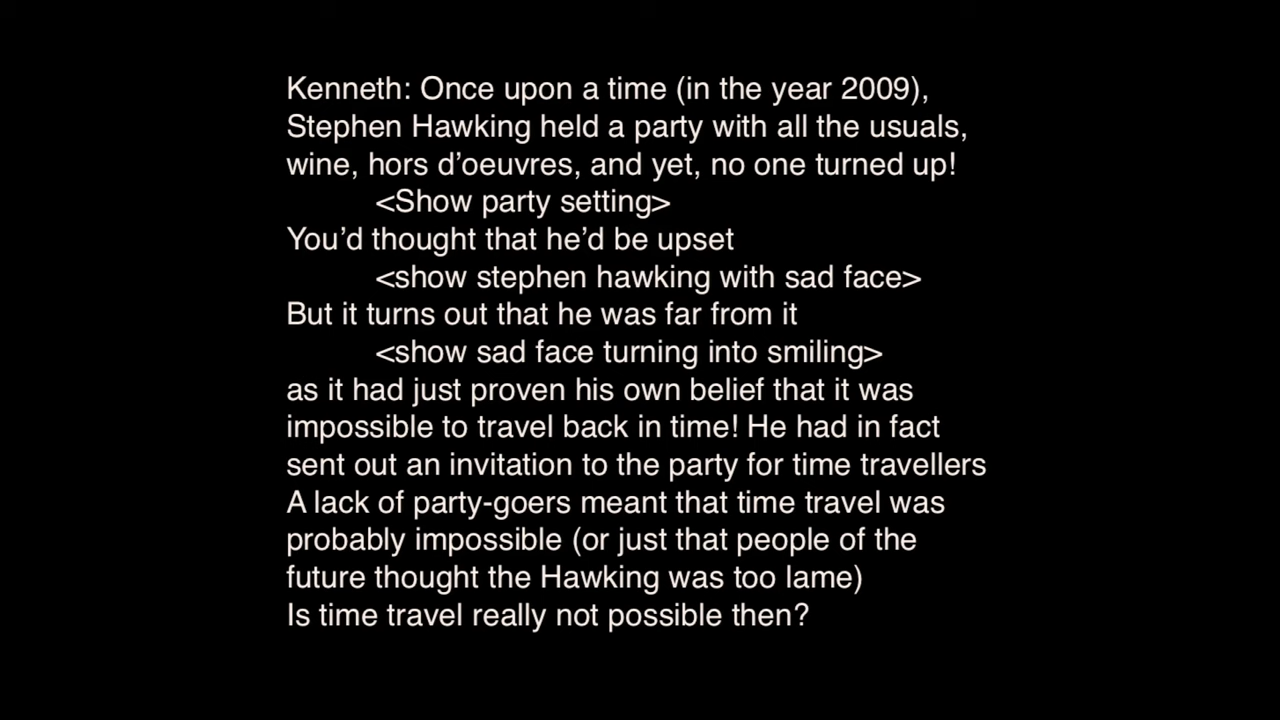 Kenneth: Once upon a time (in the year 2009),
Stephen Hawking held a party with all the usuals,
wine, hors d’oeuvres, and yet, no one turned up!
<Show party setting>
You’d thought that he’d be upset
<show stephen hawking with sad face>
But it turns out that he was far from it
<show sad face turning into smiling>
as it had just proven his own belief that it was
impossible to travel back in time! He had in fact
sent out an invitation to the party for time travellers
A lack of party-goers meant that time travel was
probably impossible (or just that people of the
future thought the Hawking was too lame)
Is time travel really not possible then?